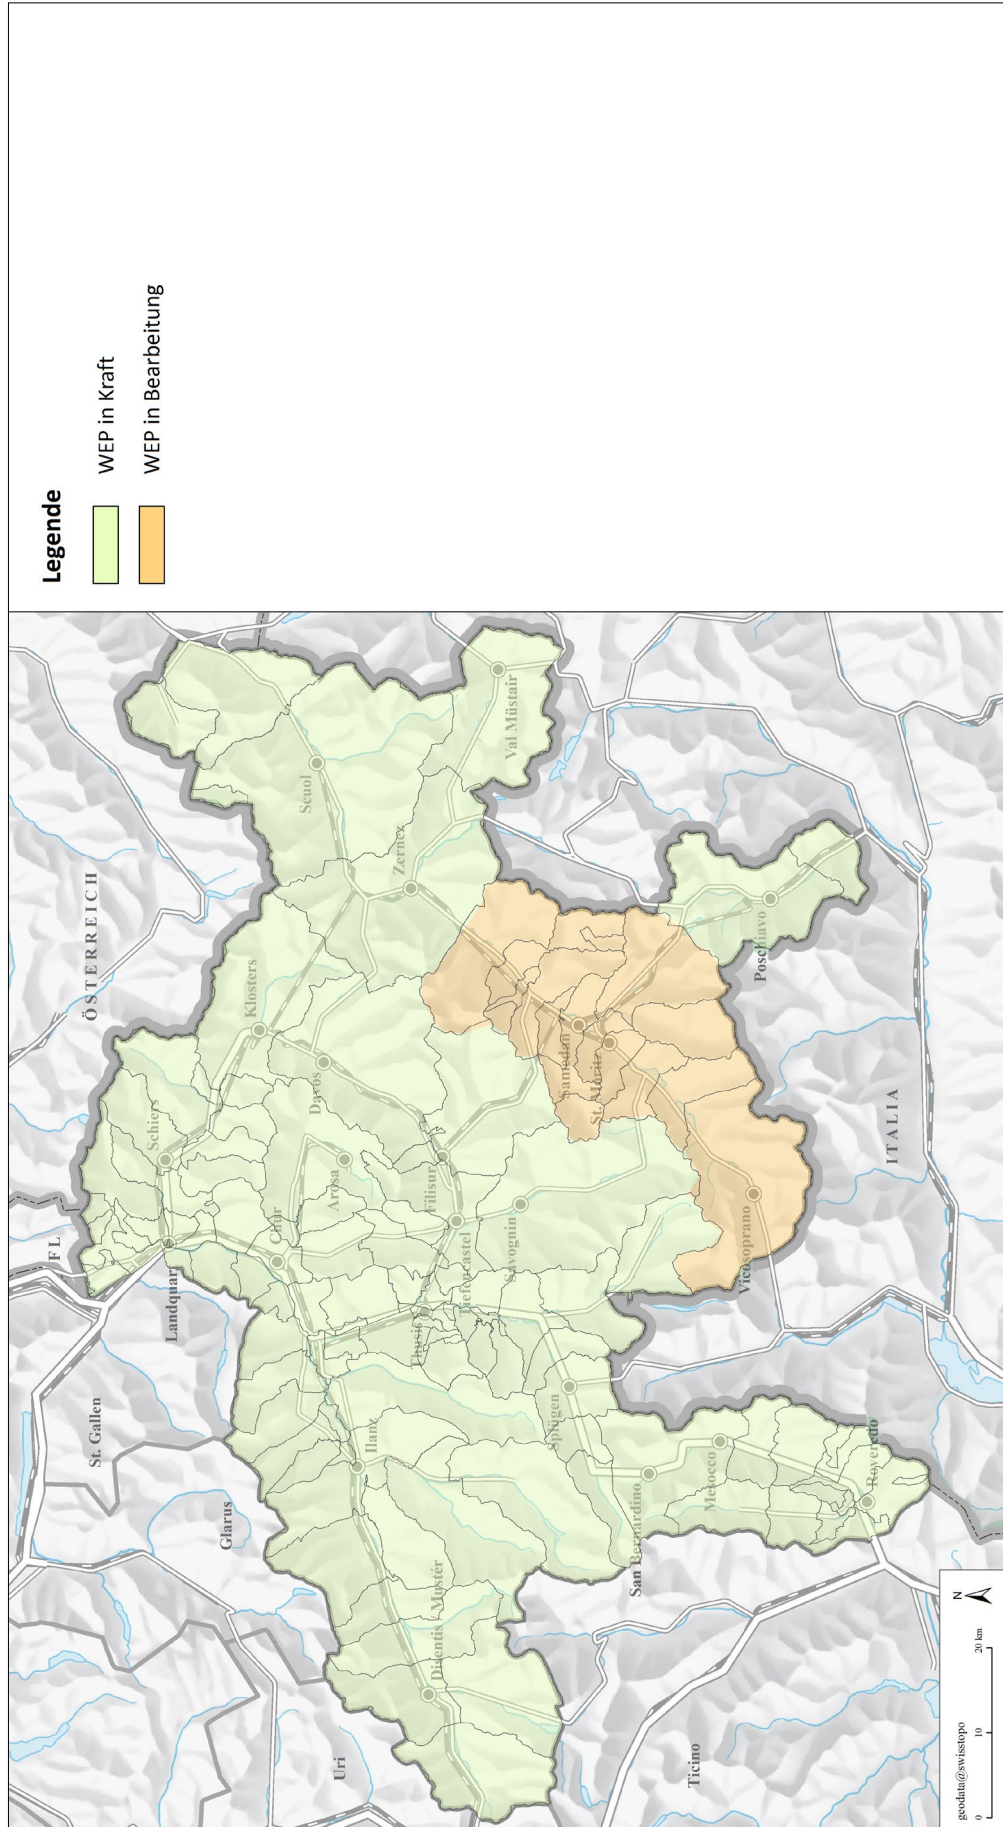 Legende
WEP in Kraft
WEP in Bearbeitung
ÖSTERREICH
FL
St. Gallen
Glarus
Uri
Ticino
ITALIA
Schiers
Landquart
Klosters
Chur
Davos
Arosa
Scuol
Zernez
Val Müstair
Ilanz
Disentis / Mustér
Thusis
Filisur
Tiefencastel
Savognin
Samedan
St. Moritz
Splügen
San Bernardino
Mesocco
Roveredo
Vicosoprano
Poschiavo
geodata@swisstopo
N
0 10 20 km